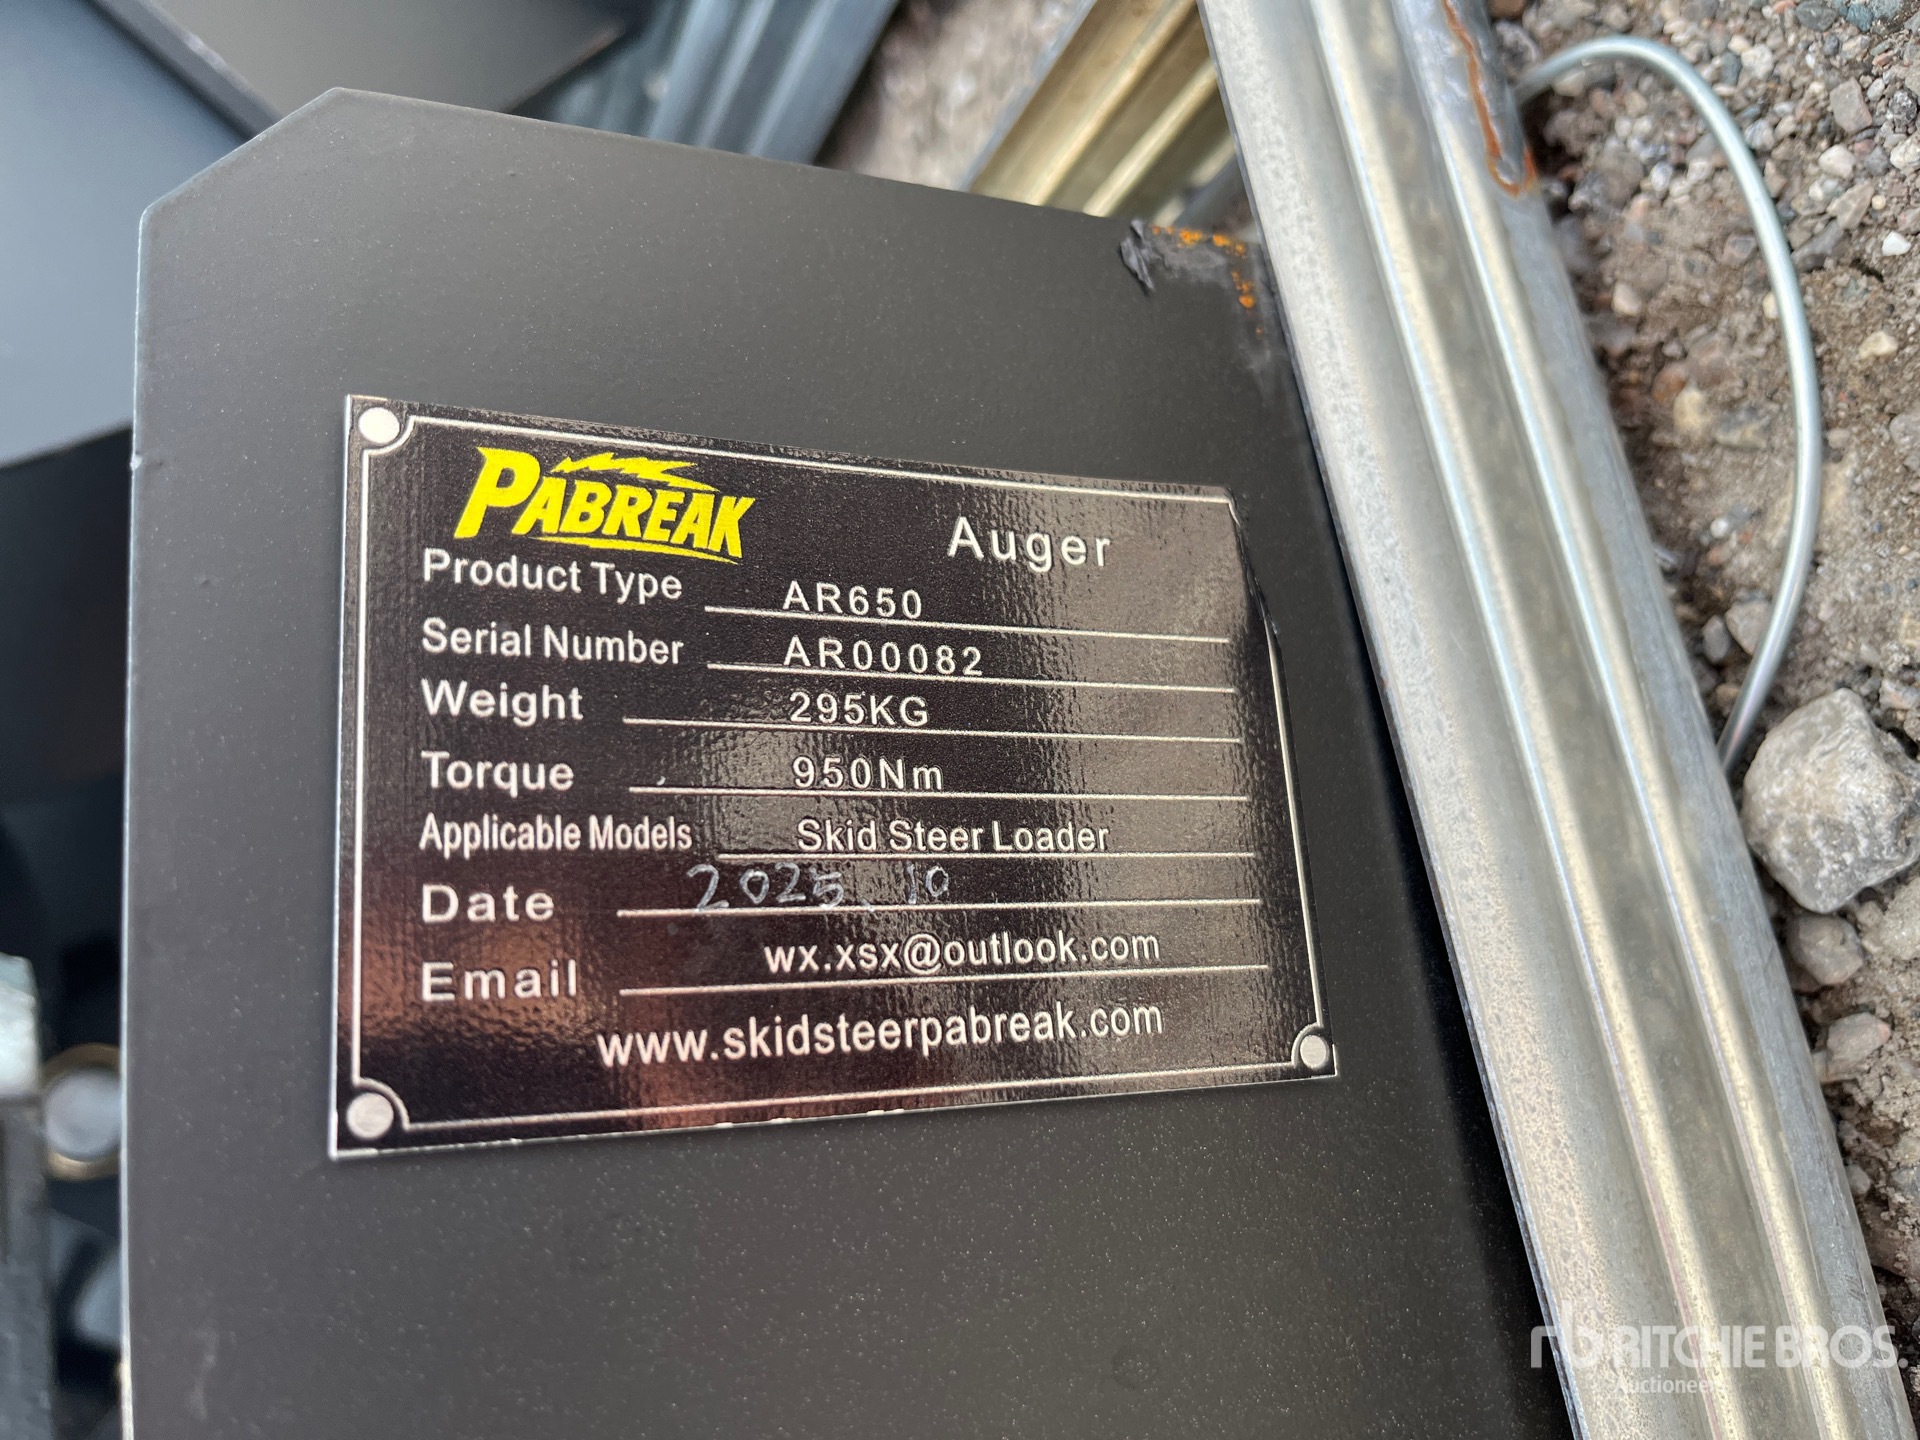 PABREAK Auger
Product Type AR650
Serial Number AR00082
Weight 295KG
Torque 950Nm
Applicable Models Skid Steer Loader
Date 2025.10
Email wx.xsx@outlook.com
www.skidsteerpabreak.com
rb RITCHIE BROS.
Auctioneers